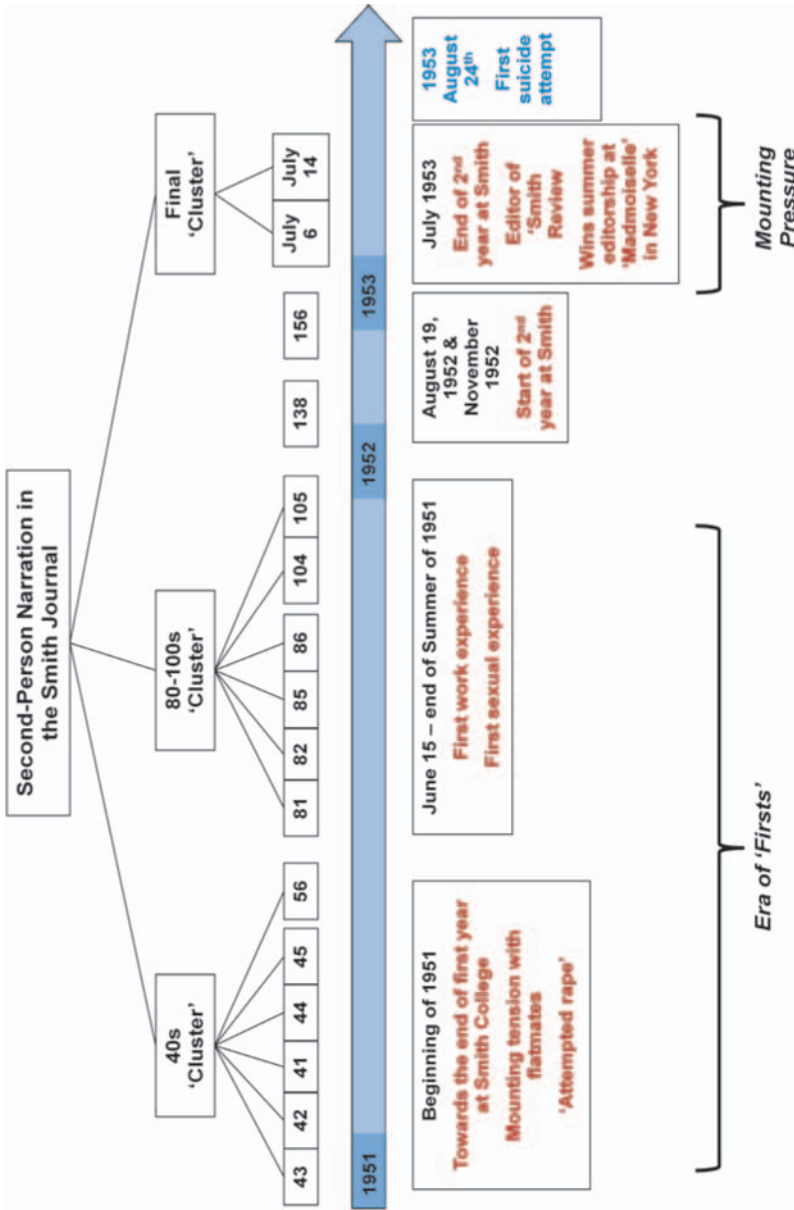 Second-Person Narration in
the Smith Journal
40s
'Cluster'
80-100s
'Cluster'
Final
'Cluster'
43
42
41
44
45
56
81
82
85
86
104
105
138
156
July
6
July
14
1951
1952
1953
Beginning of 1951
Towards the end of first year
at Smith College
Mounting tension with
flatmates
'Attempted rape'
June 15 – end of Summer of 1951
First work experience
First sexual experience
August 19,
1952 &
November
1952
Start of 2nd
year at Smith
July 1953
End of 2nd
year at Smith
Editor of
'Smith
Review
Wins summer
editorship at
'Madmoiselle'
in New York
1953
August
24th
First
suicide
attempt
Era of 'Firsts'
Mounting
Pressure